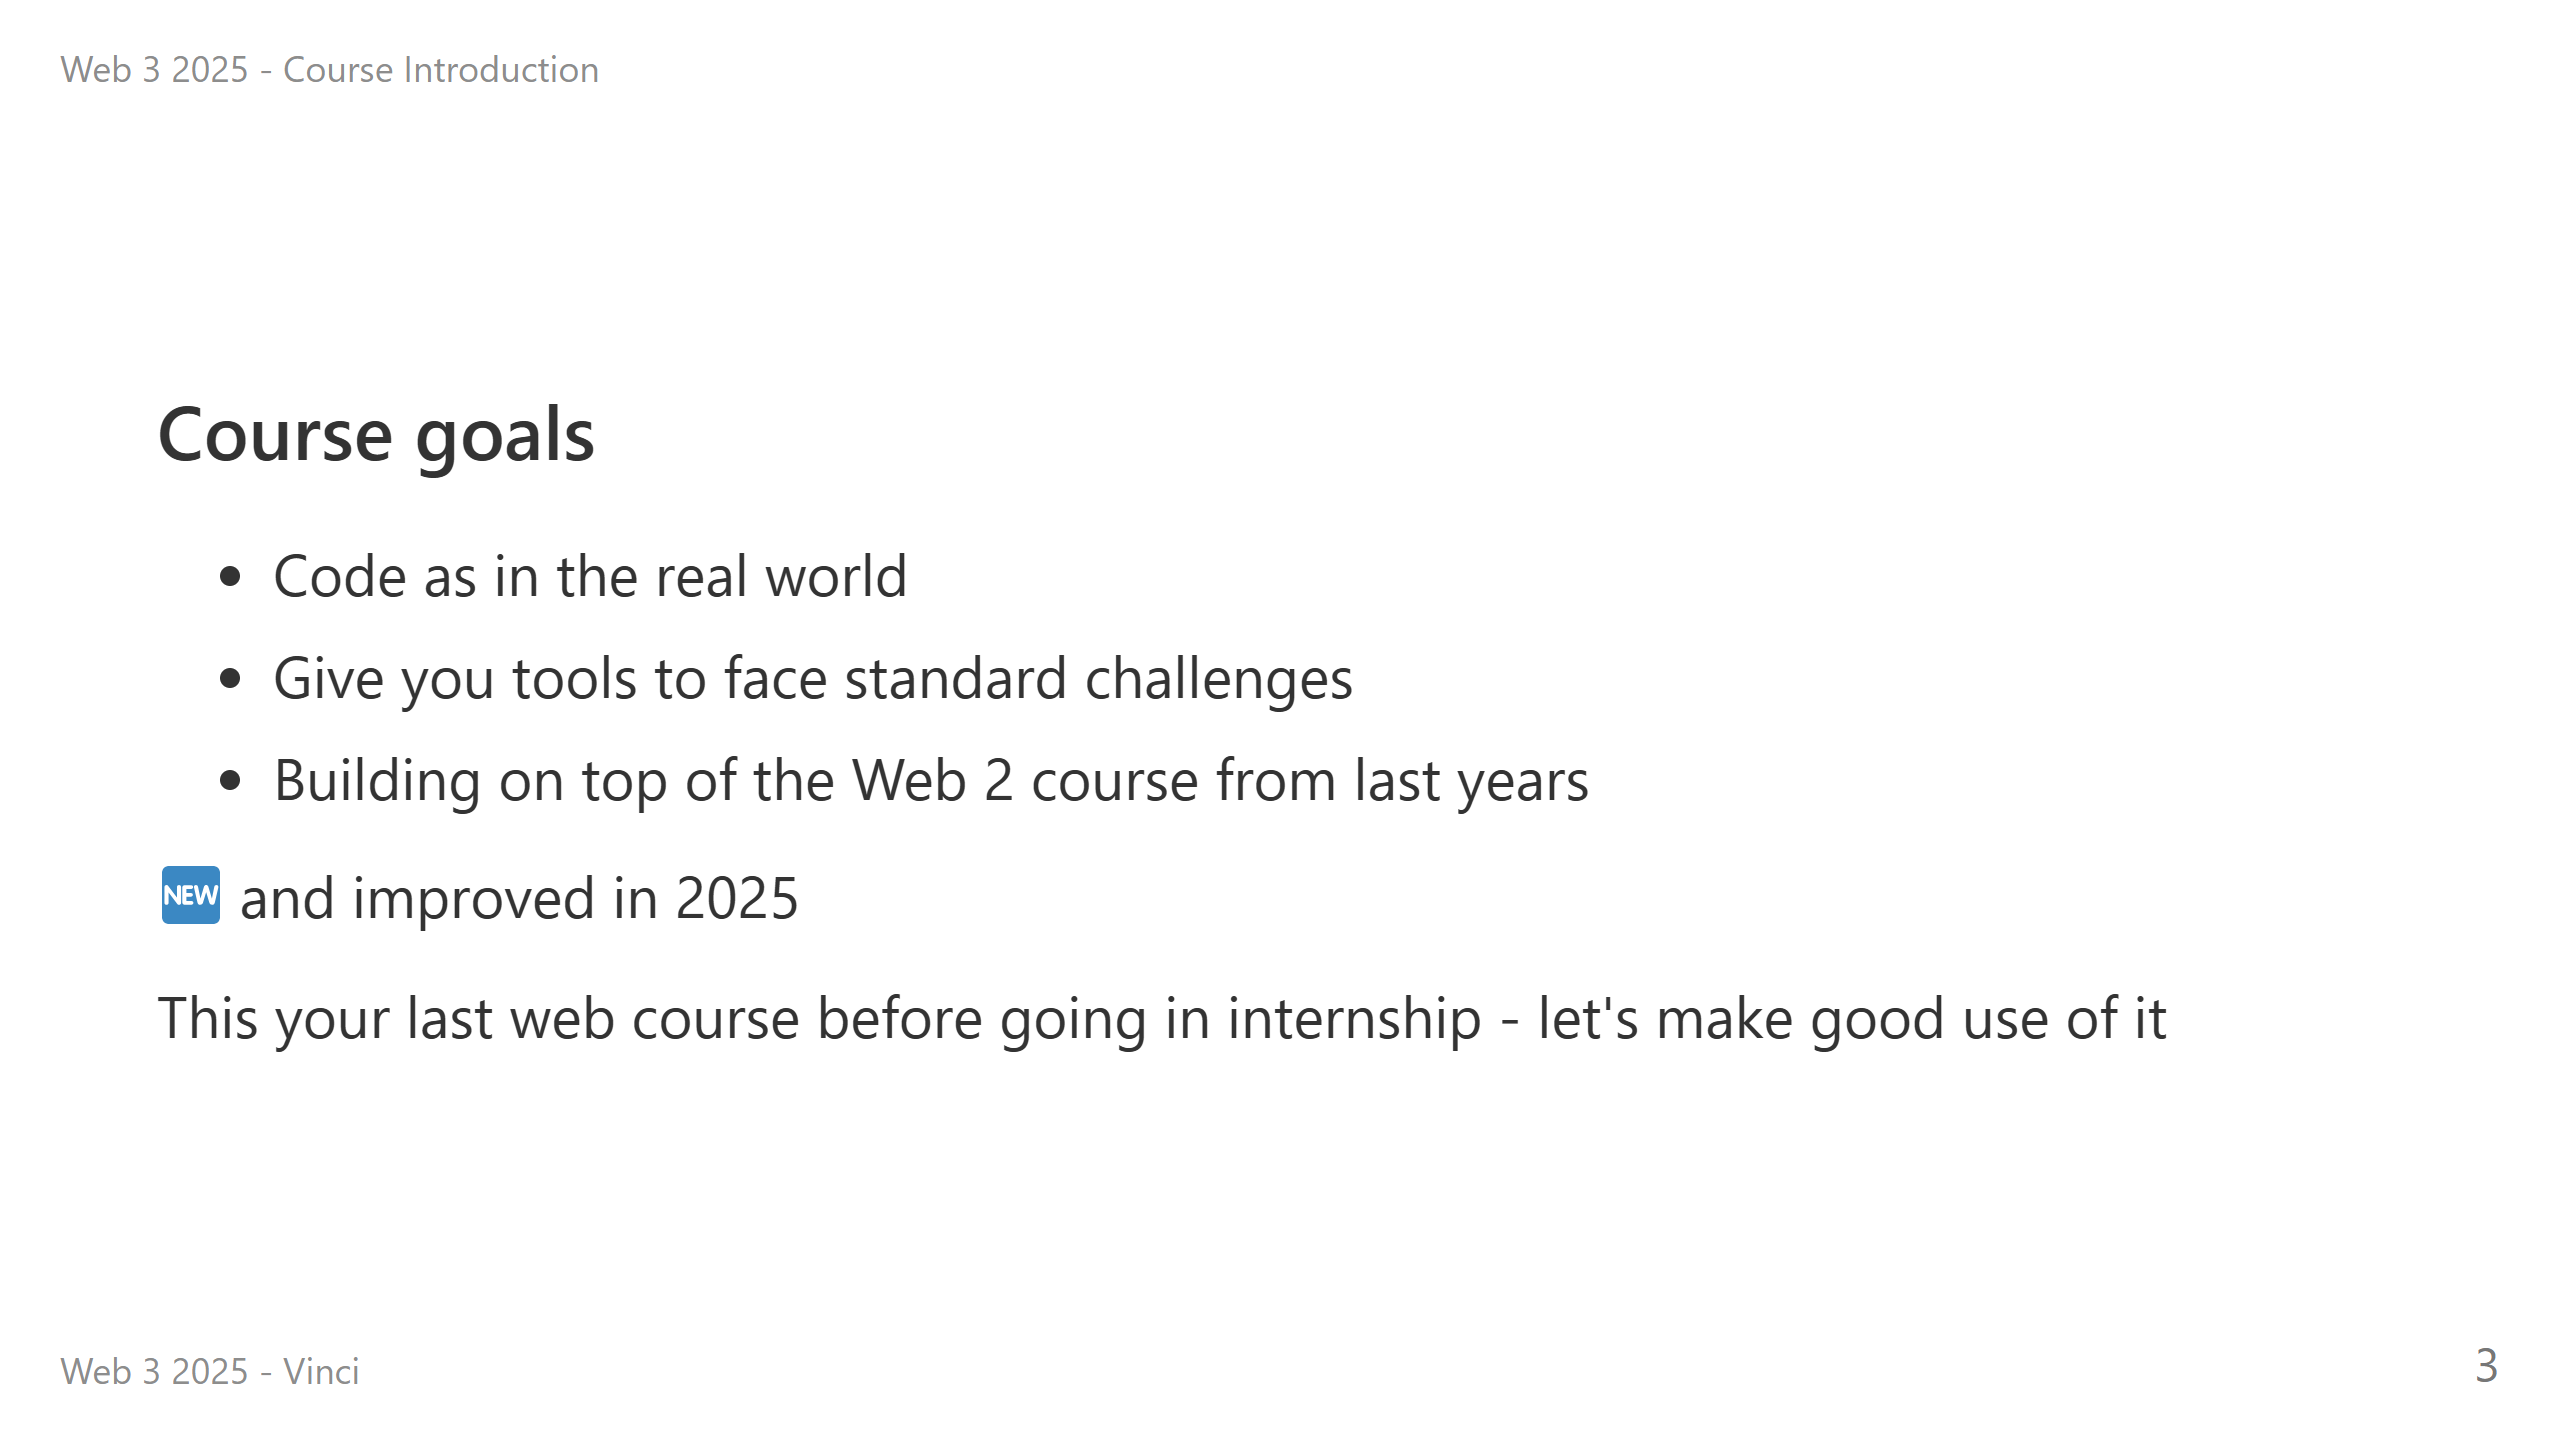 Web 3 2025 - Course Introduction
Course goals
• Code as in the real world
• Give you tools to face standard challenges
• Building on top of the Web 2 course from last years
🆕 and improved in 2025
This your last web course before going in internship - let's make good use of it
Web 3 2025 - Vinci
3